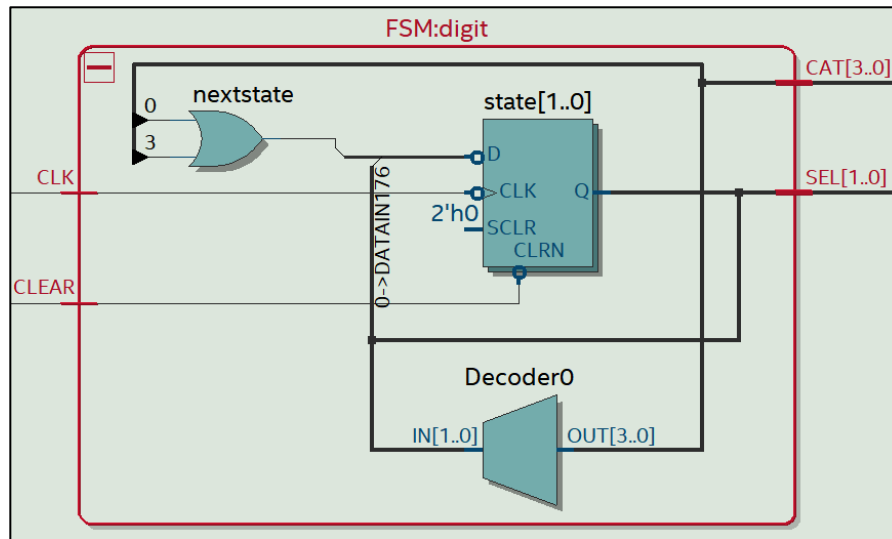 FSM:digit
CAT[3..0]
nextstate
state[1..0]
0
3
D
CLK
CLK
Q
SEL[1..0]
2'h0
SCLR
CLRN
0->DATAIN176
CLEAR
Decoder0
IN[1..0]
OUT[3..0]